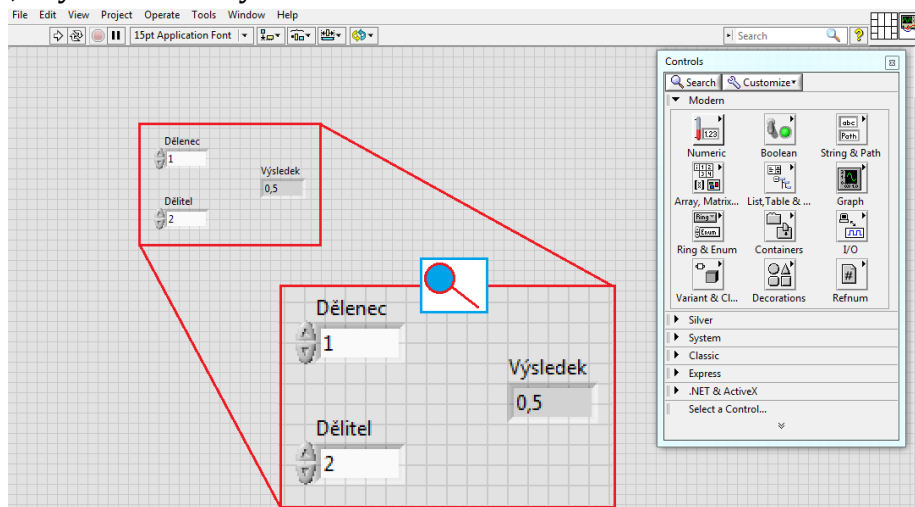 File Edit View Project Operate Tools Window Help
15pt Application Font
Search
Dělenec
1
Výsledek
0,5
Dělitel
2
Dělenec
1
Výsledek
0,5
Dělitel
2
Controls
Search Customize
Modern
Numeric Boolean String & Path
Array, Matrix... List, Table & ... Graph
Ring & Enum Containers I/O
Variant & Cl... Decorations Refnum
Silver
System
Classic
Express
.NET & ActiveX
Select a Control...